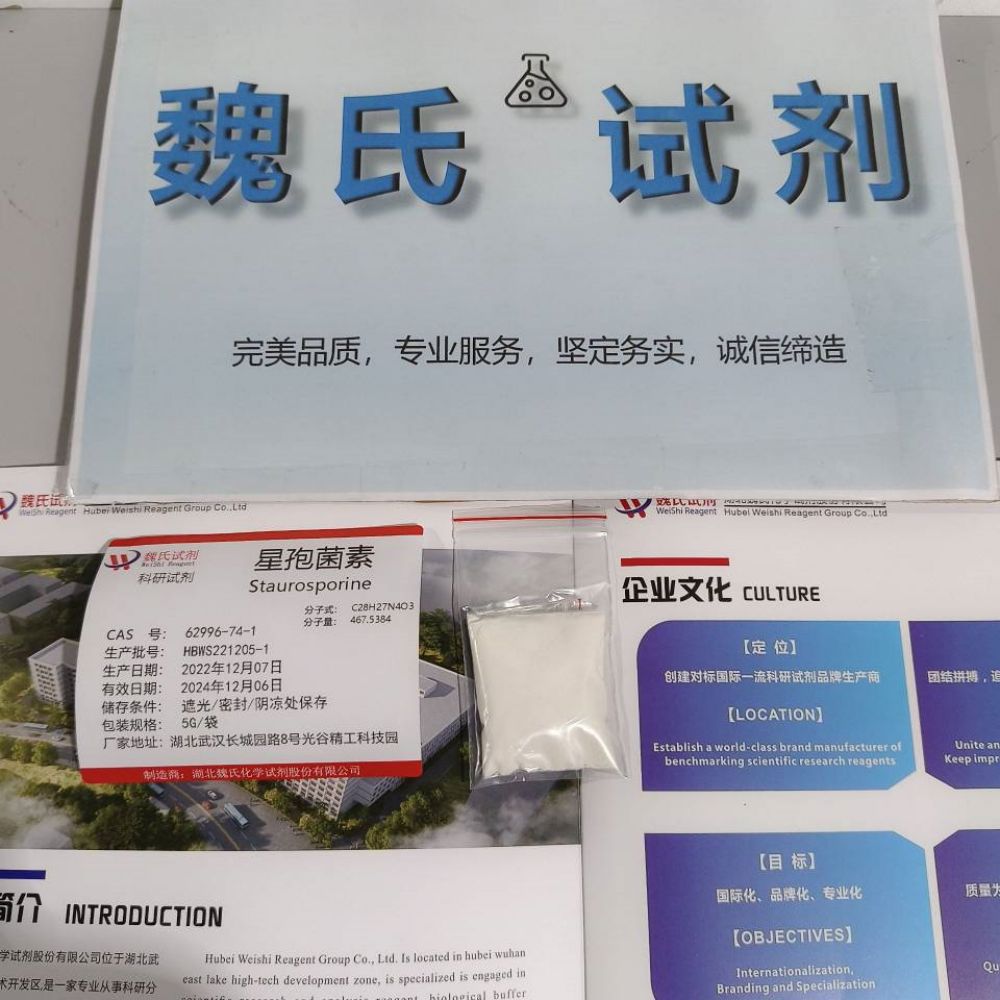 魏氏试剂
完美品质，专业服务，坚定务实，诚信缔造
魏氏试剂
WeiShi Reagent
Hubei Weishi Reagent Group Co.,Ltd
魏氏试剂
WeiShi Reagent
科研试剂
星孢菌素
Staurosporine
分子式： C28H27N4O3
分子量： 467.5384
CAS 号： 62996-74-1
生产批号： HBWS221205-1
生产日期： 2022年12月07日
有效日期： 2024年12月06日
储存条件： 遮光/密封/阴凉处保存
包装规格： 5G/袋
厂家地址： 湖北武汉长城园路8号光谷精工科技园
制造商：湖北魏氏化学试剂股份有限公司
简介 INTRODUCTION
学试剂股份有限公司位于湖北武
术开发区,是一家专业从事科研分
Hubei Weishi Reagent Group Co., Ltd. Is located in hubei wuhan
east lake high-tech development zone, is specialized is engaged in
scientific research and analysis reagent, biological buffer
魏氏试剂
WeiShi Reagent
Hubei Weishi Reagent Group Co.,Ltd
企业文化 CULTURE
【定 位】
创建对标国际一流科研试剂品牌生产商
【LOCATION】
Establish a world-class brand manufacturer of
benchmarking scientific research reagents
团结拼搏，追
Unite an
Keep impr
【目 标】
国际化、品牌化、专业化
【OBJECTIVES】
Internationalization,
Branding and Specialization
质量为
Qu